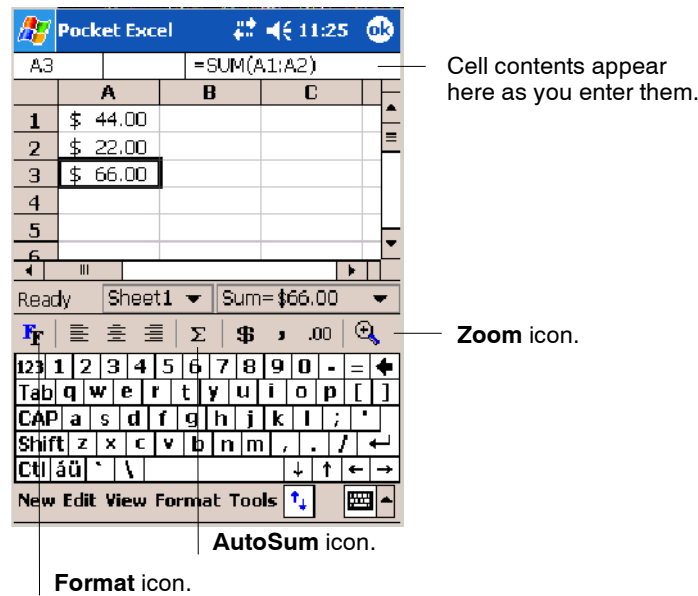 Pocket Excel 11:25 ok
A3 =SUM(A1:A2)
Cell contents appear
here as you enter them.
A B C
1 $ 44.00
2 $ 22.00
3 $ 66.00
4
5
6
Ready Sheet1 Sum=$66.00
FF Σ $ , .00
Zoom icon.
123 1 2 3 4 5 6 7 8 9 0 - =
Tab q w e r t y u i o p [ ]
CAP a s d f g h j k l ; '
Shift z x c v b n m , . /
Ctl áü ` \
New Edit View Format Tools
AutoSum icon.
Format icon.